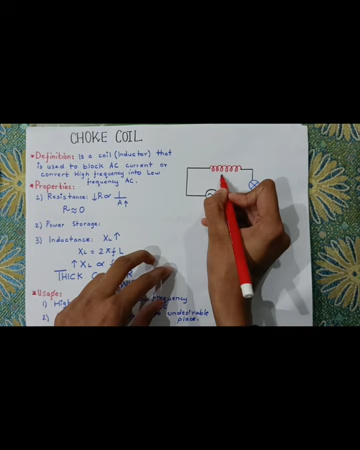 CHOKE COIL
* Definition: Is a coil (inductor) that
is used to block AC current or
convert High frequency into Low
frequency AC.
* Properties:
1) Resistance: ↓R ∝ 1/A↑
R ≈ 0
2) Power Storage:
3) Inductance: XL ↑
XL = 2πfL
↑ XL ∝ f
THICK
* Usages:
1) High frequency
2) undesirable
place.